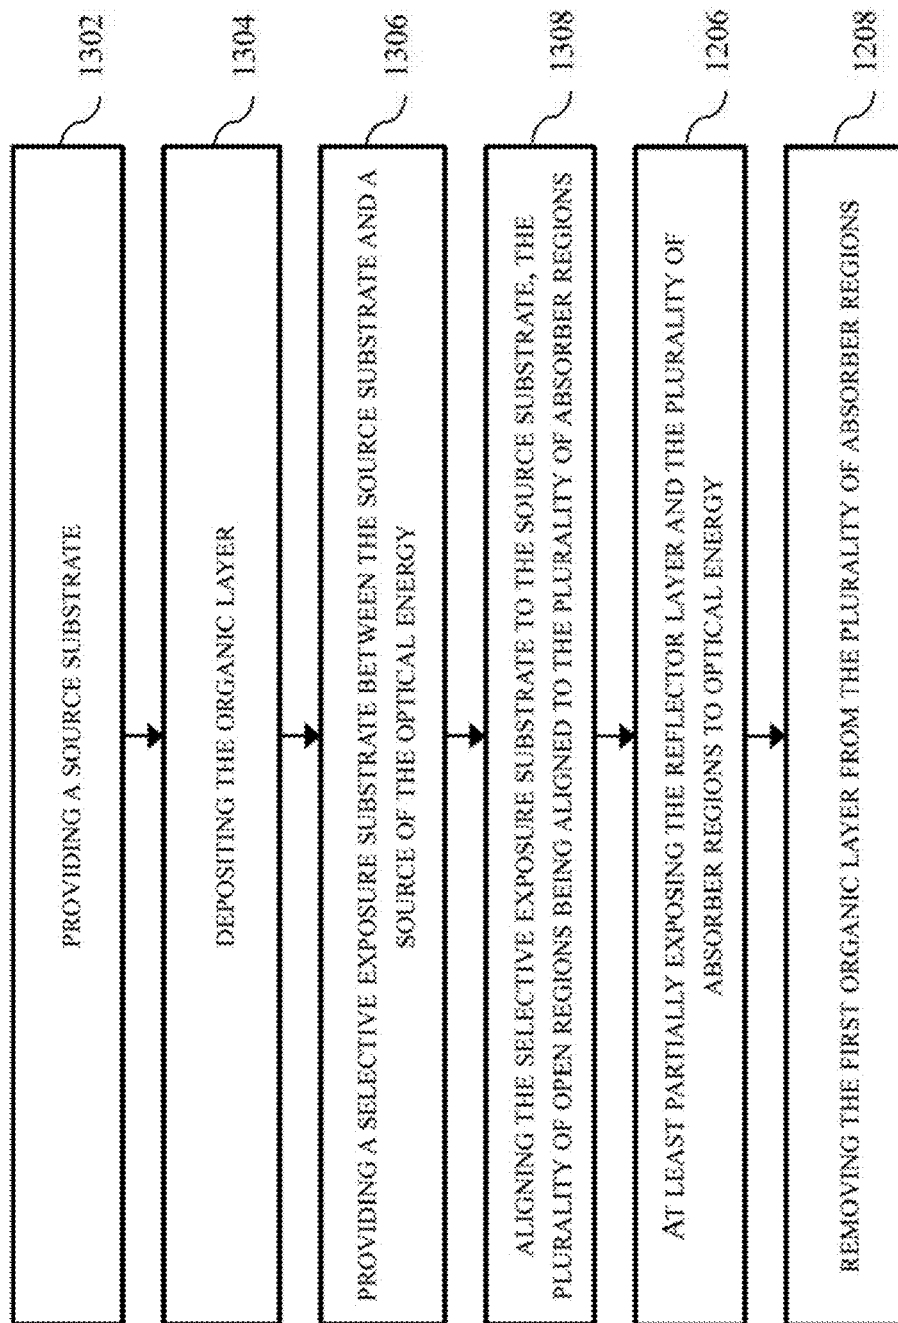 PROVIDING A SOURCE SUBSTRATE
1302
DEPOSITING THE ORGANIC LAYER
1304
PROVIDING A SELECTIVE EXPOSURE SUBSTRATE BETWEEN THE SOURCE SUBSTRATE AND A
SOURCE OF THE OPTICAL ENERGY
1306
ALIGNING THE SELECTIVE EXPOSURE SUBSTRATE TO THE SOURCE SUBSTRATE, THE
PLURALITY OF OPEN REGIONS BEING ALIGNED TO THE PLURALITY OF ABSORBER REGIONS
1308
AT LEAST PARTIALLY EXPOSING THE REFLECTOR LAYER AND THE PLURALITY OF
ABSORBER REGIONS TO OPTICAL ENERGY
1206
REMOVING THE FIRST ORGANIC LAYER FROM THE PLURALITY OF ABSORBER REGIONS
1208